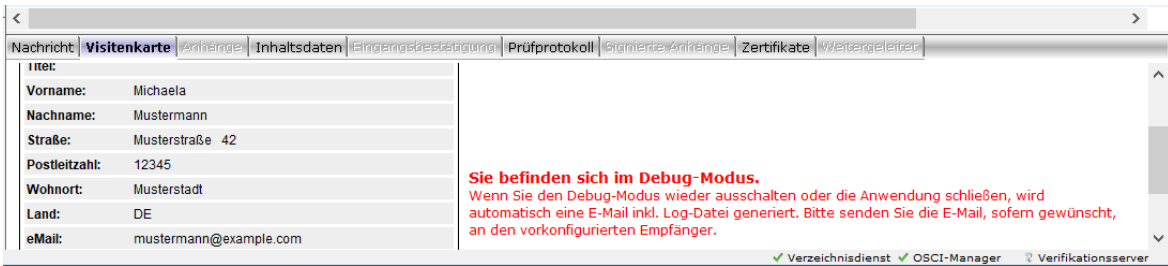 Nachricht Visitenkarte Anhänge Inhaltsdaten Eingangsbestätigung Prüfprotokoll Signierte Anhänge Zertifikate Weitergeleitet
Titel:
Vorname: Michaela
Nachname: Mustermann
Straße: Musterstraße 42
Postleitzahl: 12345
Wohnort: Musterstadt
Land: DE
eMail: mustermann@example.com
Sie befinden sich im Debug-Modus.
Wenn Sie den Debug-Modus wieder ausschalten oder die Anwendung schließen, wird
automatisch eine E-Mail inkl. Log-Datei generiert. Bitte senden Sie die E-Mail, sofern gewünscht,
an den vorkonfigurierten Empfänger.
Verzeichnisdienst OSCI-Manager Verifikationsserver